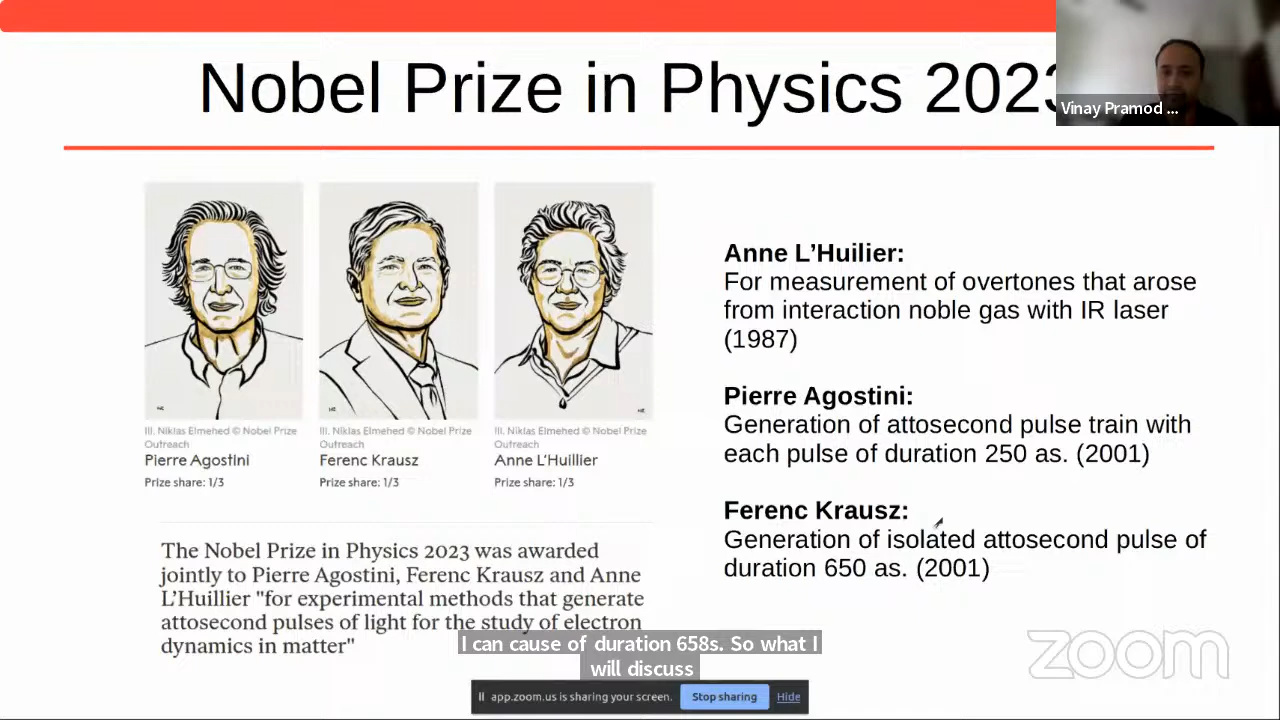 Nobel Prize in Physics 2023
Vinay Pramod ...
Ill. Niklas Elmehed © Nobel Prize
Outreach
Pierre Agostini
Prize share: 1/3
Ill. Niklas Elmehed © Nobel Prize
Outreach
Ferenc Krausz
Prize share: 1/3
Ill. Niklas Elmehed © Nobel Prize
Outreach
Anne L'Huillier
Prize share: 1/3
The Nobel Prize in Physics 2023 was awarded
jointly to Pierre Agostini, Ferenc Krausz and Anne
L'Huillier "for experimental methods that generate
attosecond pulses of light for the study of electron
dynamics in matter"
Anne L’Huilier:
For measurement of overtones that arose
from interaction noble gas with IR laser
(1987)
Pierre Agostini:
Generation of attosecond pulse train with
each pulse of duration 250 as. (2001)
Ferenc Krausz:
Generation of isolated attosecond pulse of
duration 650 as. (2001)
I can cause of duration 658s. So what I
will discuss
zoom
app.zoom.us is sharing your screen.
Stop sharing
Hide